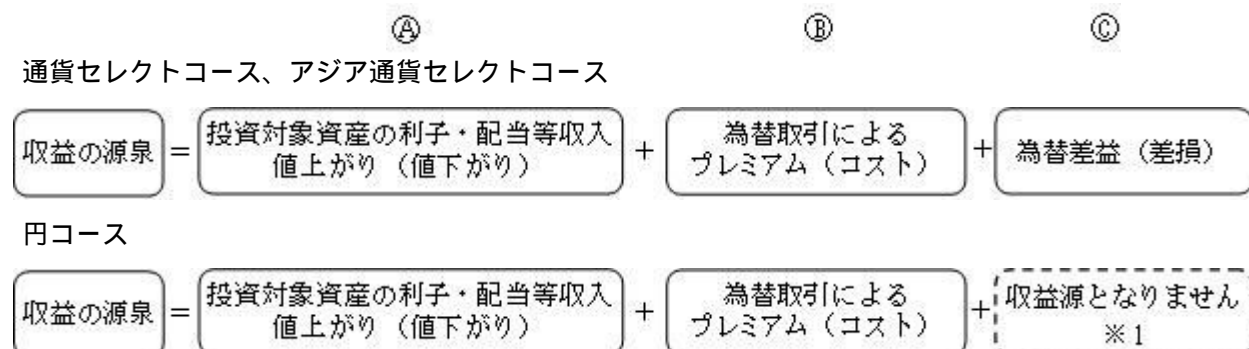 Ⓐ Ⓑ Ⓒ
通貨セレクトコース、アジア通貨セレクトコース
収益の源泉 = 投資対象資産の利子・配当等収入 値上がり（値下がり） + 為替取引による プレミアム（コスト） + 為替差益（差損）
円コース
収益の源泉 = 投資対象資産の利子・配当等収入 値上がり（値下がり） + 為替取引による プレミアム（コスト） + 収益源となりません ※1